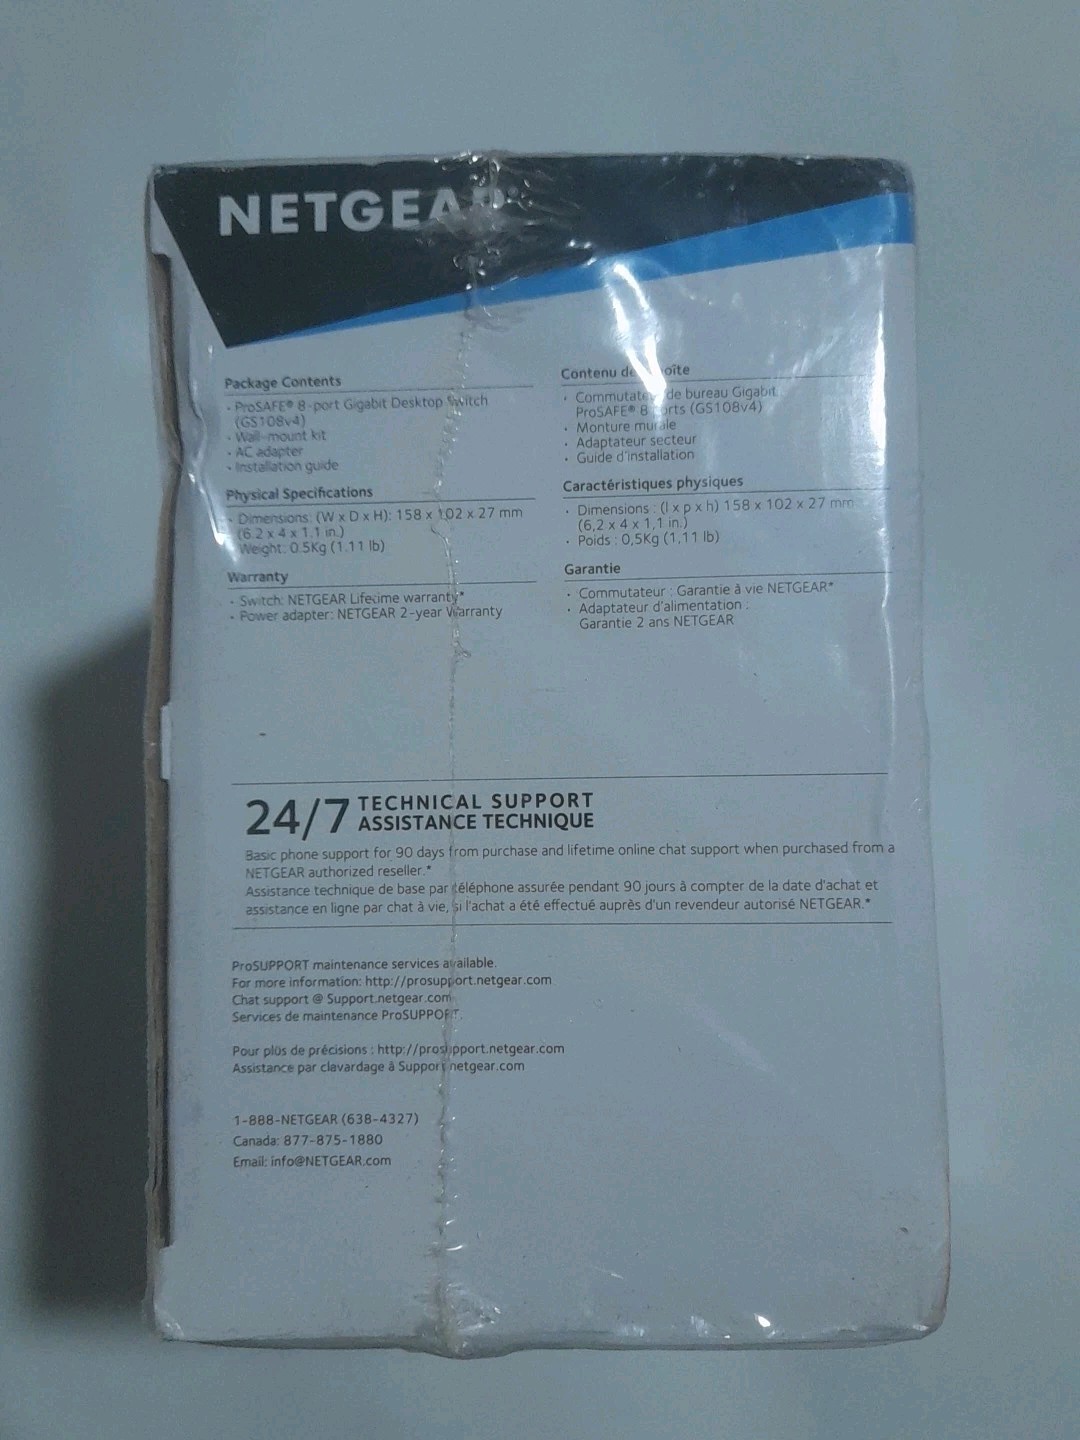 NETGEAR®
Package Contents
· ProSAFE® 8-port Gigabit Desktop Switch
(GS108v4)
· Wall-mount kit
· AC adapter
· Installation guide
Physical Specifications
· Dimensions: (W x D x H): 158 x 102 x 27 mm
(6.2 x 4 x 1.1 in.)
· Weight: 0.5Kg (1.11 lb)
Warranty
· Switch: NETGEAR Lifetime warranty*
· Power adapter: NETGEAR 2-year Warranty
Contenu de boîte
· Commutateur de bureau Gigabit
ProSAFE® 8 ports (GS108v4)
· Monture murale
· Adaptateur secteur
· Guide d'installation
Caractéristiques physiques
· Dimensions : (l x p x h) 158 x 102 x 27 mm
(6,2 x 4 x 1,1 in.)
· Poids : 0,5Kg (1,11 lb)
Garantie
· Commutateur : Garantie à vie NETGEAR*
· Adaptateur d'alimentation :
Garantie 2 ans NETGEAR
24/7 TECHNICAL SUPPORT
ASSISTANCE TECHNIQUE
Basic phone support for 90 days from purchase and lifetime online chat support when purchased from a
NETGEAR authorized reseller.*
Assistance technique de base par téléphone assurée pendant 90 jours à compter de la date d'achat et
assistance en ligne par chat à vie, si l'achat a été effectué auprès d'un revendeur autorisé NETGEAR.*
ProSUPPORT maintenance services available.
For more information: http://prosupport.netgear.com
Chat support @ Support.netgear.com
Services de maintenance ProSUPPORT.
Pour plus de précisions : http://prosupport.netgear.com
Assistance par clavardage à Support.netgear.com
1-888-NETGEAR (638-4327)
Canada: 877-875-1880
Email: info@NETGEAR.com